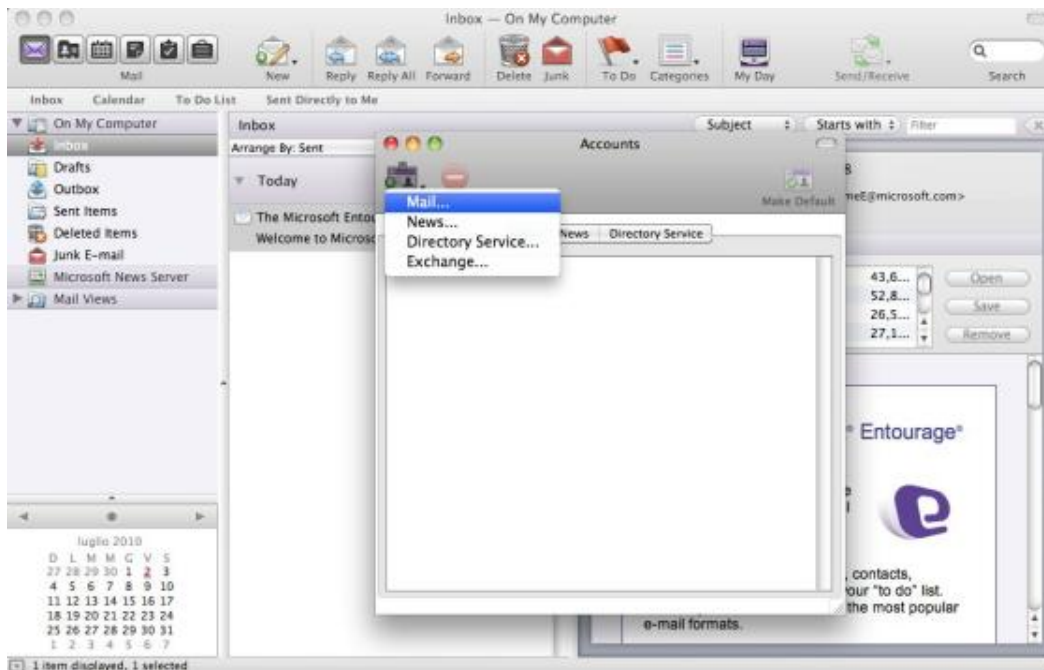 Inbox — On My Computer
Mail
New Reply Reply All Forward Delete Junk To Do Categories My Day Send/Receive Search
Inbox Calendar To Do List Sent Directly to Me
On My Computer
Inbox
Drafts
Outbox
Sent Items
Deleted Items
Junk E-mail
Microsoft News Server
Mail Views
Inbox
Subject Starts with Filter
Arrange By: Sent
Today
The Microsoft Entou
Welcome to Microso
Accounts
Make Default
Mail...
News...
Directory Service...
Exchange...
News Directory Service
8
meE@microsoft.com>
43,6... Open
52,8... Save
26,5...
27,1... Remove
® Entourage®
, contacts,
our "to do" list.
the most popular
e-mail formats.
luglio 2010
D L M M G V S
27 28 29 30 1 2 3
4 5 6 7 8 9 10
11 12 13 14 15 16 17
18 19 20 21 22 23 24
25 26 27 28 29 30 31
1 2 3 4 5 6 7
1 item displayed, 1 selected